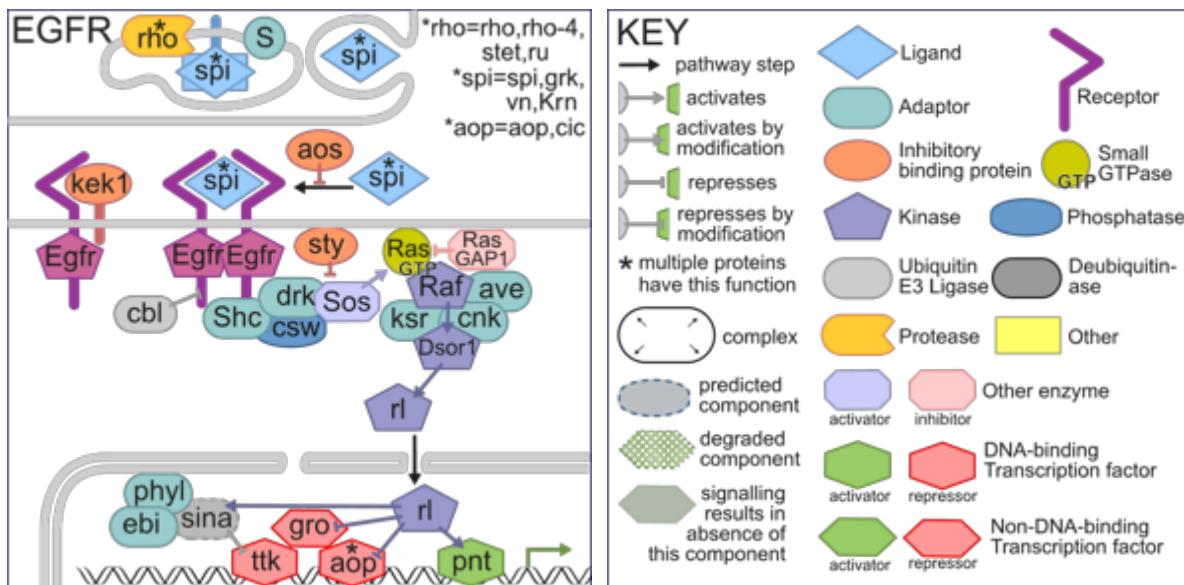 EGFR
*rho=rho,rho-4,
stet,ru
*spi=spi,grk,
vn,Krn
*aop=aop,cic
rho
*
S
*
spi
*
spi
kek1
*
spi
aos
*
spi
Egfr
Egfr
Egfr
sty
Ras
GTP
Ras
GAP1
cbl
Shc
drk
csw
Sos
Raf
ave
ksr
cnk
Dsor1
rl
phyl
ebi
sina
gro
rl
ttk
*
aop
pnt
KEY
pathway step
activates
activates by
modification
represses
represses by
modification
* multiple proteins
have this function
complex
predicted
component
degraded
component
signalling
results in
absence of
this component
Ligand
Receptor
Adaptor
Inhibitory
binding protein
GTP
Small
GTPase
Kinase
Phosphatase
Ubiquitin
E3 Ligase
Deubiquitin-
ase
Protease
Other
Other enzyme
activator
inhibitor
DNA-binding
Transcription factor
activator
repressor
Non-DNA-binding
Transcription factor
activator
repressor